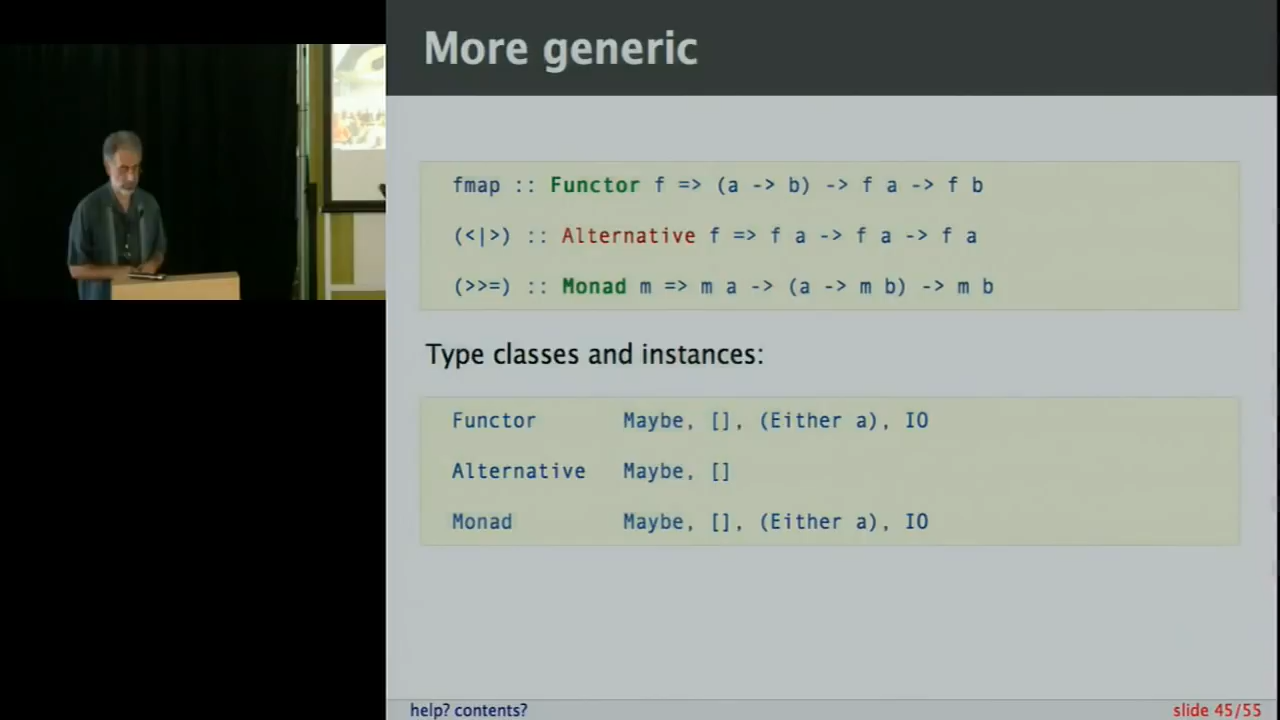 More generic
fmap :: Functor f => (a -> b) -> f a -> f b
(<|>) :: Alternative f => f a -> f a -> f a
(>>=) :: Monad m => m a -> (a -> m b) -> m b
Type classes and instances:
Functor Maybe, [], (Either a), IO
Alternative Maybe, []
Monad Maybe, [], (Either a), IO
help? contents?
slide 45/55